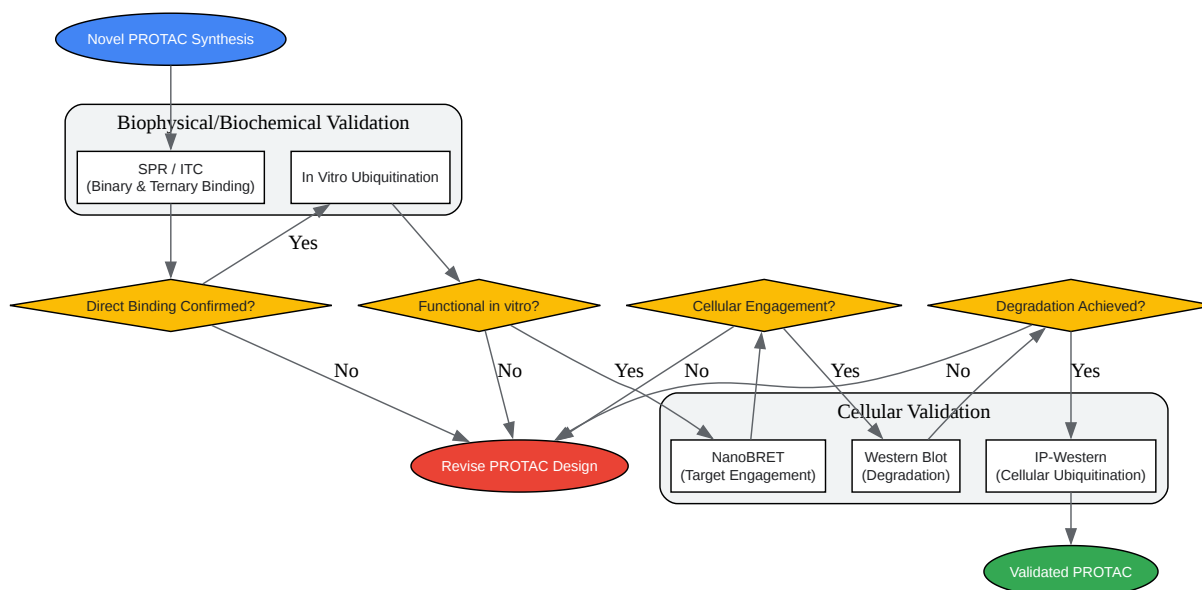 Novel PROTAC Synthesis
Biophysical/Biochemical Validation
SPR / ITC
(Binary & Ternary Binding)
In Vitro Ubiquitination
Yes
Direct Binding Confirmed?
Functional in vitro?
Cellular Engagement?
Degradation Achieved?
No
No
Yes
No
Yes
No
Yes
Cellular Validation
Revise PROTAC Design
NanoBRET
(Target Engagement)
Western Blot
(Degradation)
IP-Western
(Cellular Ubiquitination)
Validated PROTAC